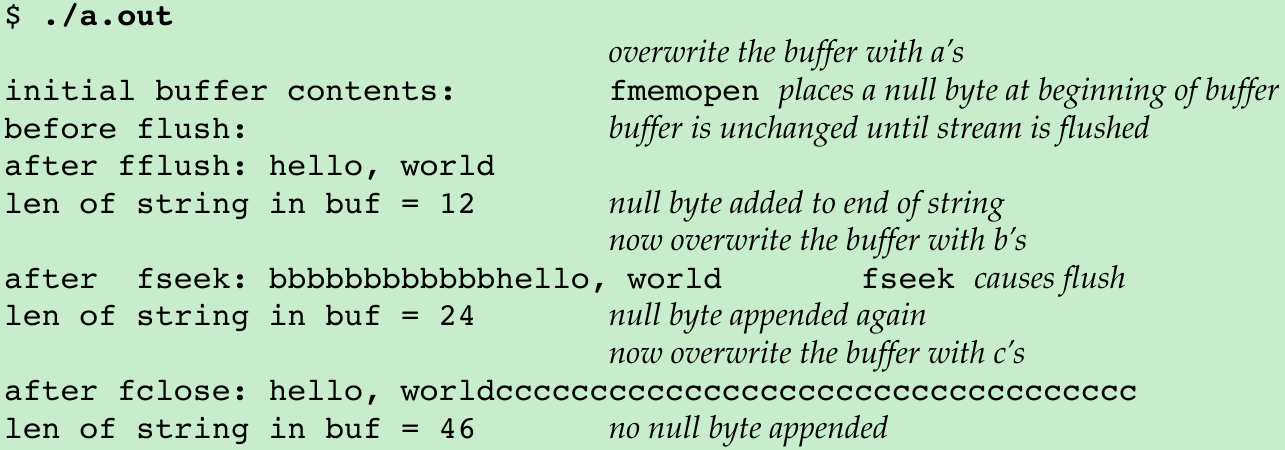 $ ./a.out
overwrite the buffer with a's
initial buffer contents: fmemopen places a null byte at beginning of buffer
before flush: buffer is unchanged until stream is flushed
after fflush: hello, world
len of string in buf = 12 null byte added to end of string
now overwrite the buffer with b's
after  fseek: bbbbbbbbbbbbhello, world fseek causes flush
len of string in buf = 24 null byte appended again
now overwrite the buffer with c's
after fclose: hello, worldcccccccccccccccccccccccccccccccccc
len of string in buf = 46 no null byte appended